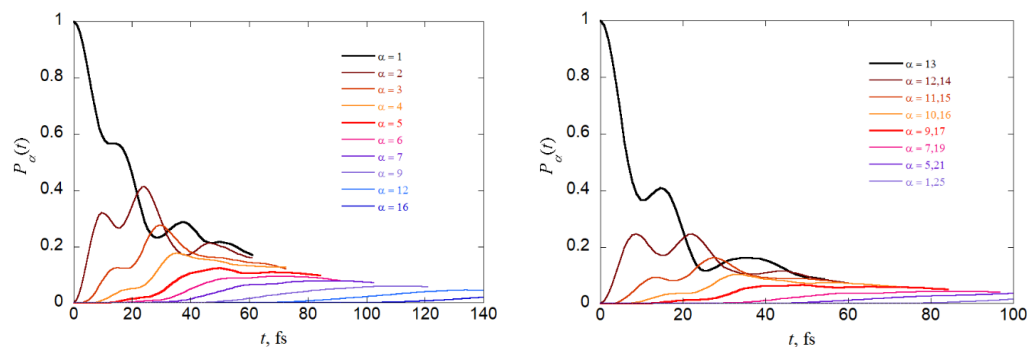 1
0.8
0.6
0.4
0.2
0
P_α(t)
0 20 40 60 80 100 120 140
t, fs
α = 1
α = 2
α = 3
α = 4
α = 5
α = 6
α = 7
α = 9
α = 12
α = 16
1
0.8
0.6
0.4
0.2
0
P_α(t)
0 20 40 60 80 100
t, fs
α = 13
α = 12,14
α = 11,15
α = 10,16
α = 9,17
α = 7,19
α = 5,21
α = 1,25